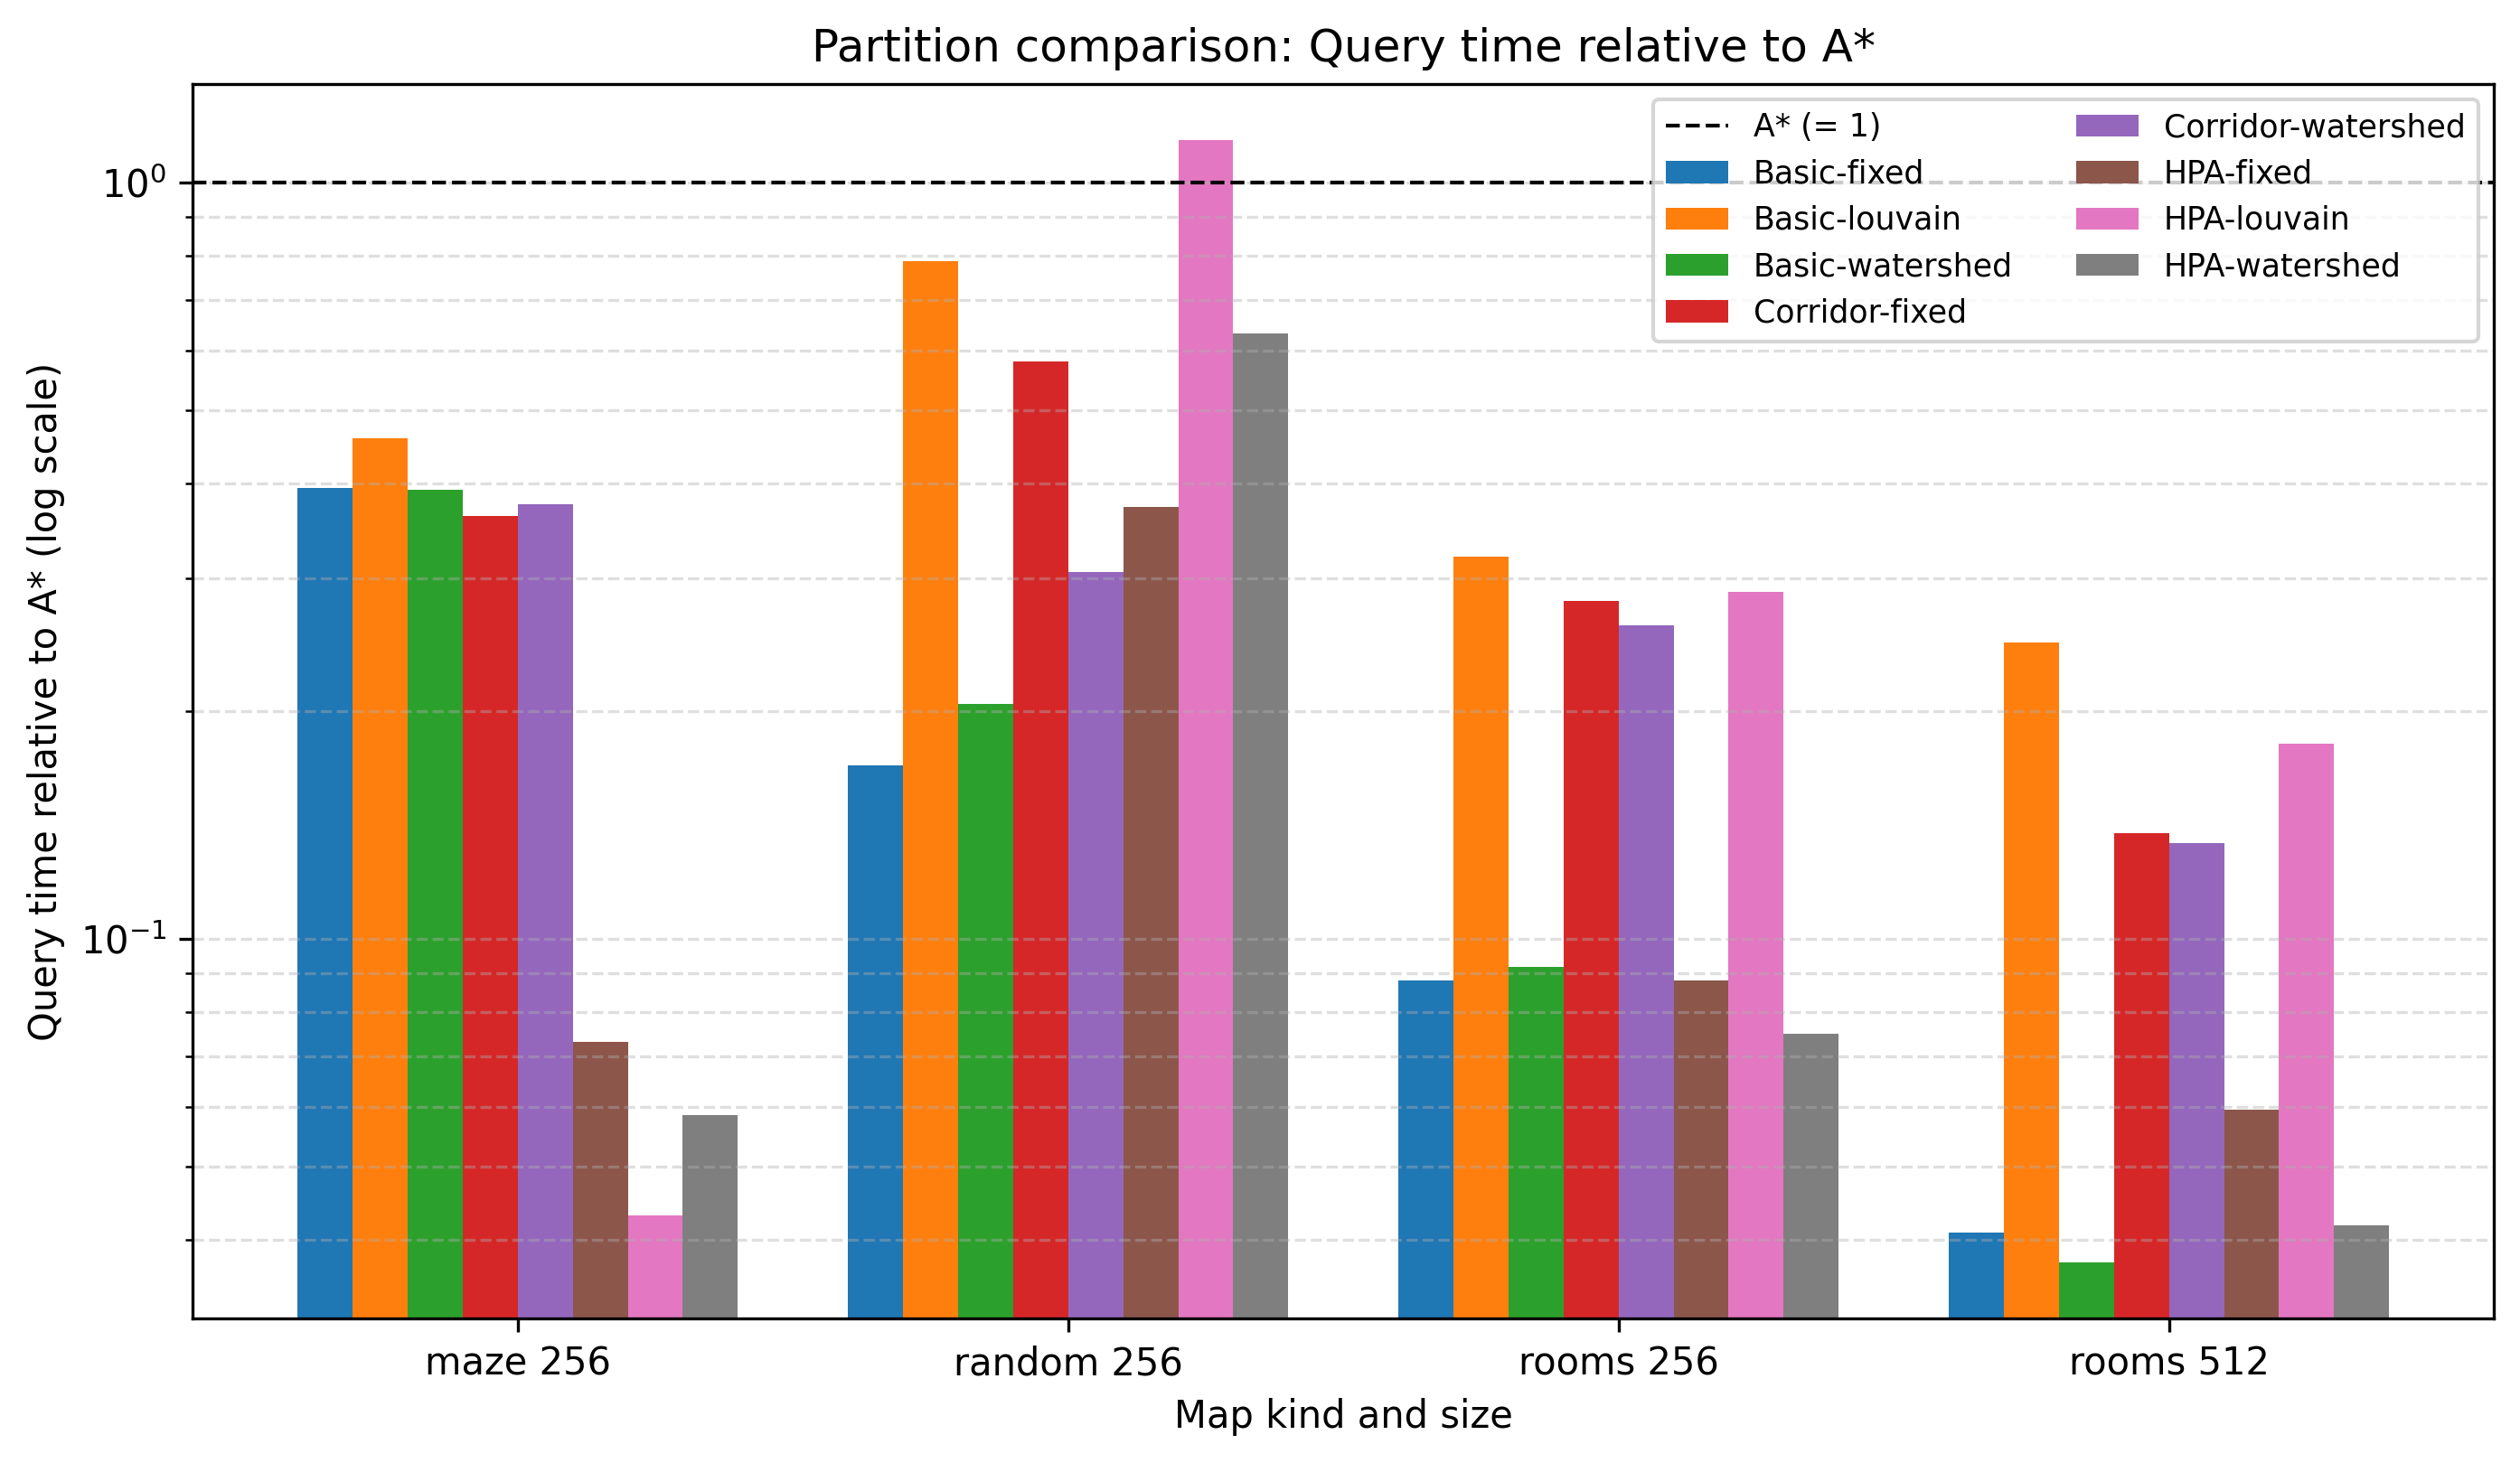 Partition comparison: Query time relative to A*
Query time relative to A* (log scale)
10⁰
10⁻¹
A* (= 1)
Basic-fixed
Basic-louvain
Basic-watershed
Corridor-fixed
Corridor-watershed
HPA-fixed
HPA-louvain
HPA-watershed
maze 256
random 256
rooms 256
rooms 512
Map kind and size